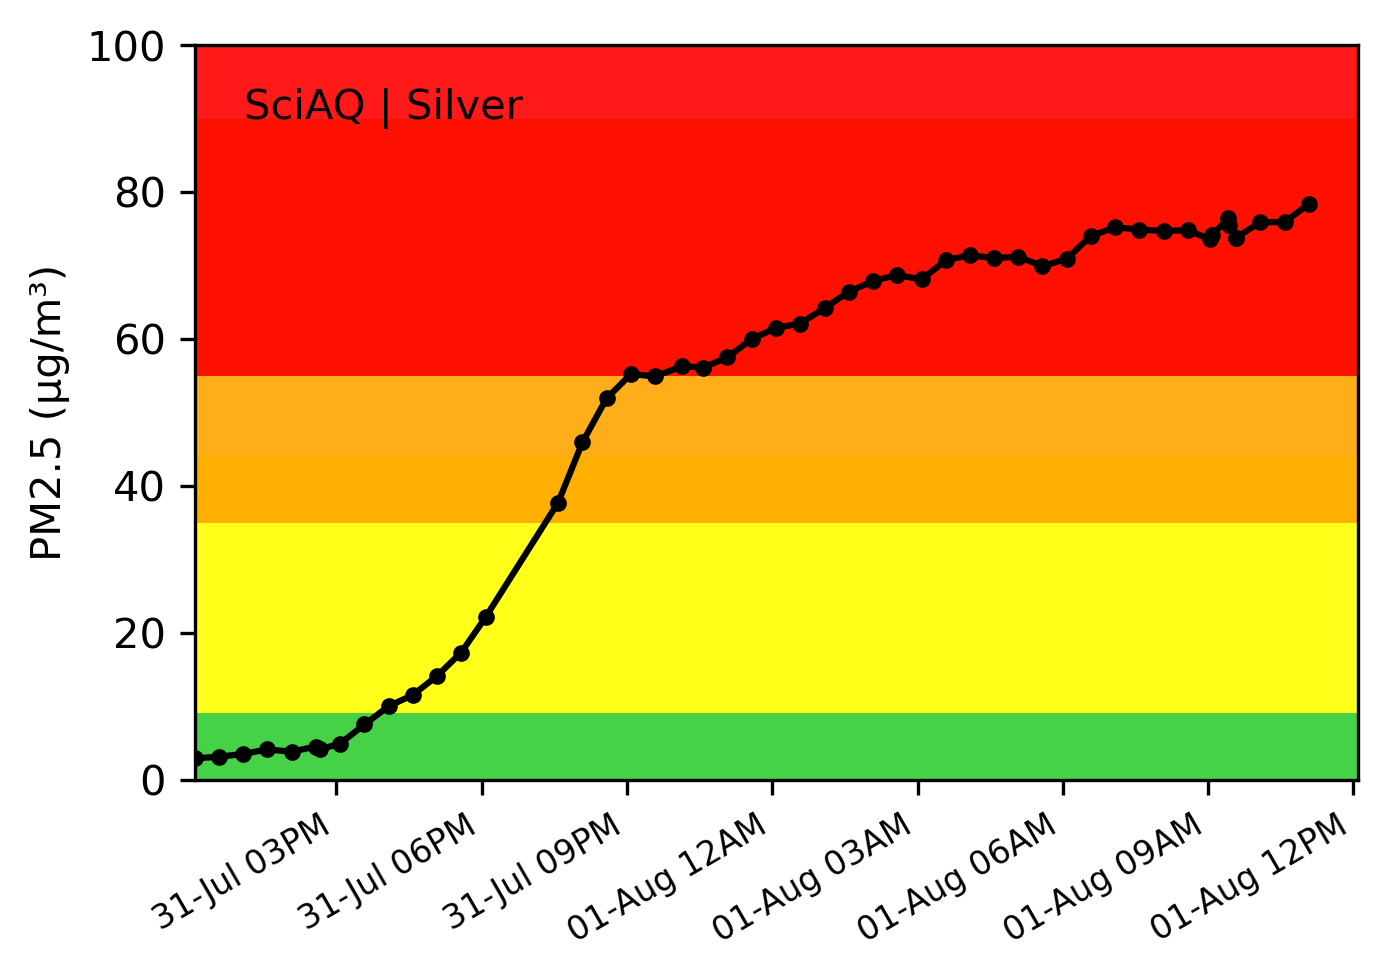 SciAQ | Silver
PM2.5 (µg/m³)
100
80
60
40
20
0
31-Jul 03PM
31-Jul 06PM
31-Jul 09PM
01-Aug 12AM
01-Aug 03AM
01-Aug 06AM
01-Aug 09AM
01-Aug 12PM